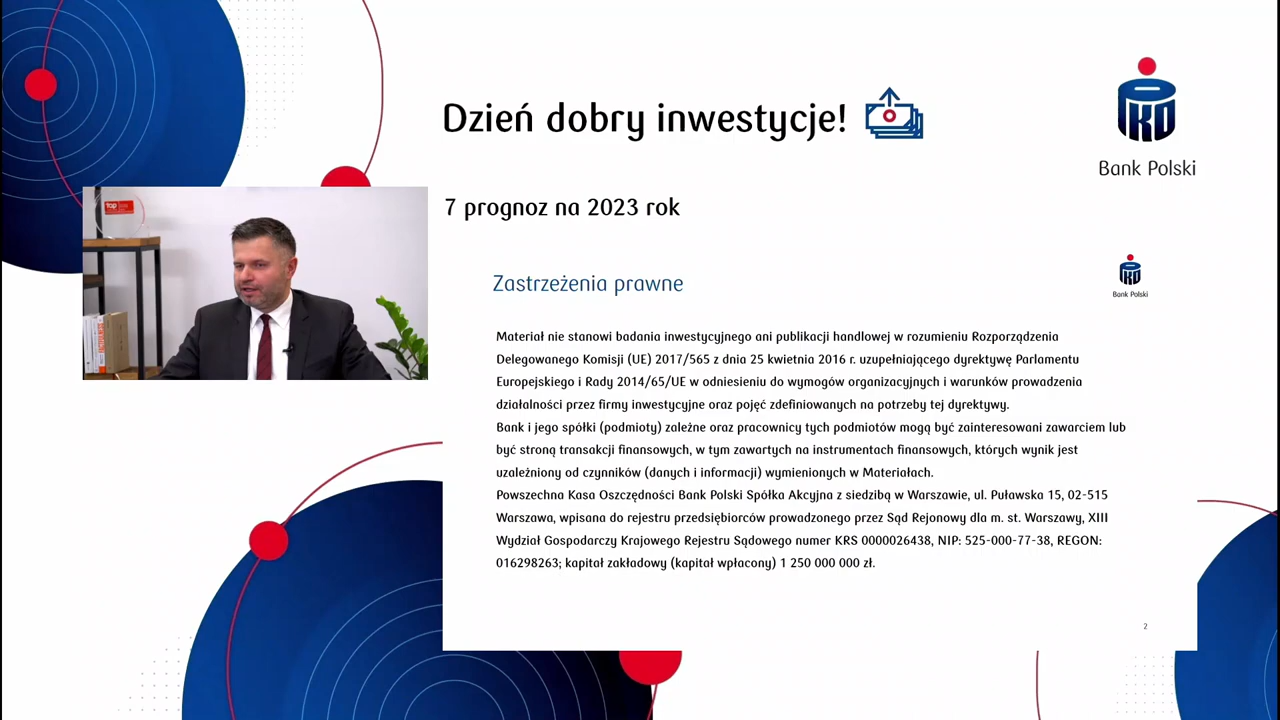 Dzień dobry inwestycje!
PKO
Bank Polski
top
7 prognoz na 2023 rok
Zastrzeżenia prawne
PKO
Bank Polski
Materiał nie stanowi badania inwestycyjnego ani publikacji handlowej w rozumieniu Rozporządzenia
Delegowanego Komisji (UE) 2017/565 z dnia 25 kwietnia 2016 r. uzupełniającego dyrektywę Parlamentu
Europejskiego i Rady 2014/65/UE w odniesieniu do wymogów organizacyjnych i warunków prowadzenia
działalności przez firmy inwestycyjne oraz pojęć zdefiniowanych na potrzeby tej dyrektywy.
Bank i jego spółki (podmioty) zależne oraz pracownicy tych podmiotów mogą być zainteresowani zawarciem lub
być stroną transakcji finansowych, w tym zawartych na instrumentach finansowych, których wynik jest
uzależniony od czynników (danych i informacji) wymienionych w Materiałach.
Powszechna Kasa Oszczędności Bank Polski Spółka Akcyjna z siedzibą w Warszawie, ul. Puławska 15, 02-515
Warszawa, wpisana do rejestru przedsiębiorców prowadzonego przez Sąd Rejonowy dla m. st. Warszawy, XIII
Wydział Gospodarczy Krajowego Rejestru Sądowego numer KRS 0000026438, NIP: 525-000-77-38, REGON:
016298263; kapitał zakładowy (kapitał wpłacony) 1 250 000 000 zł.
2